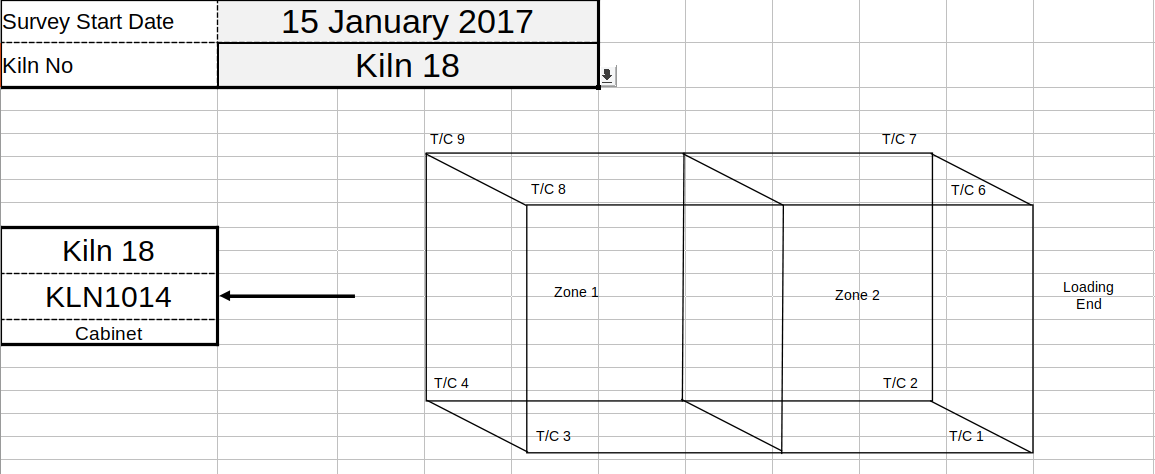 Survey Start Date 15 January 2017
Kiln No Kiln 18
T/C 9 T/C 7
T/C 8 T/C 6
Kiln 18
KLN1014
Cabinet
Zone 1 Zone 2
Loading
End
T/C 4 T/C 2
T/C 3 T/C 1